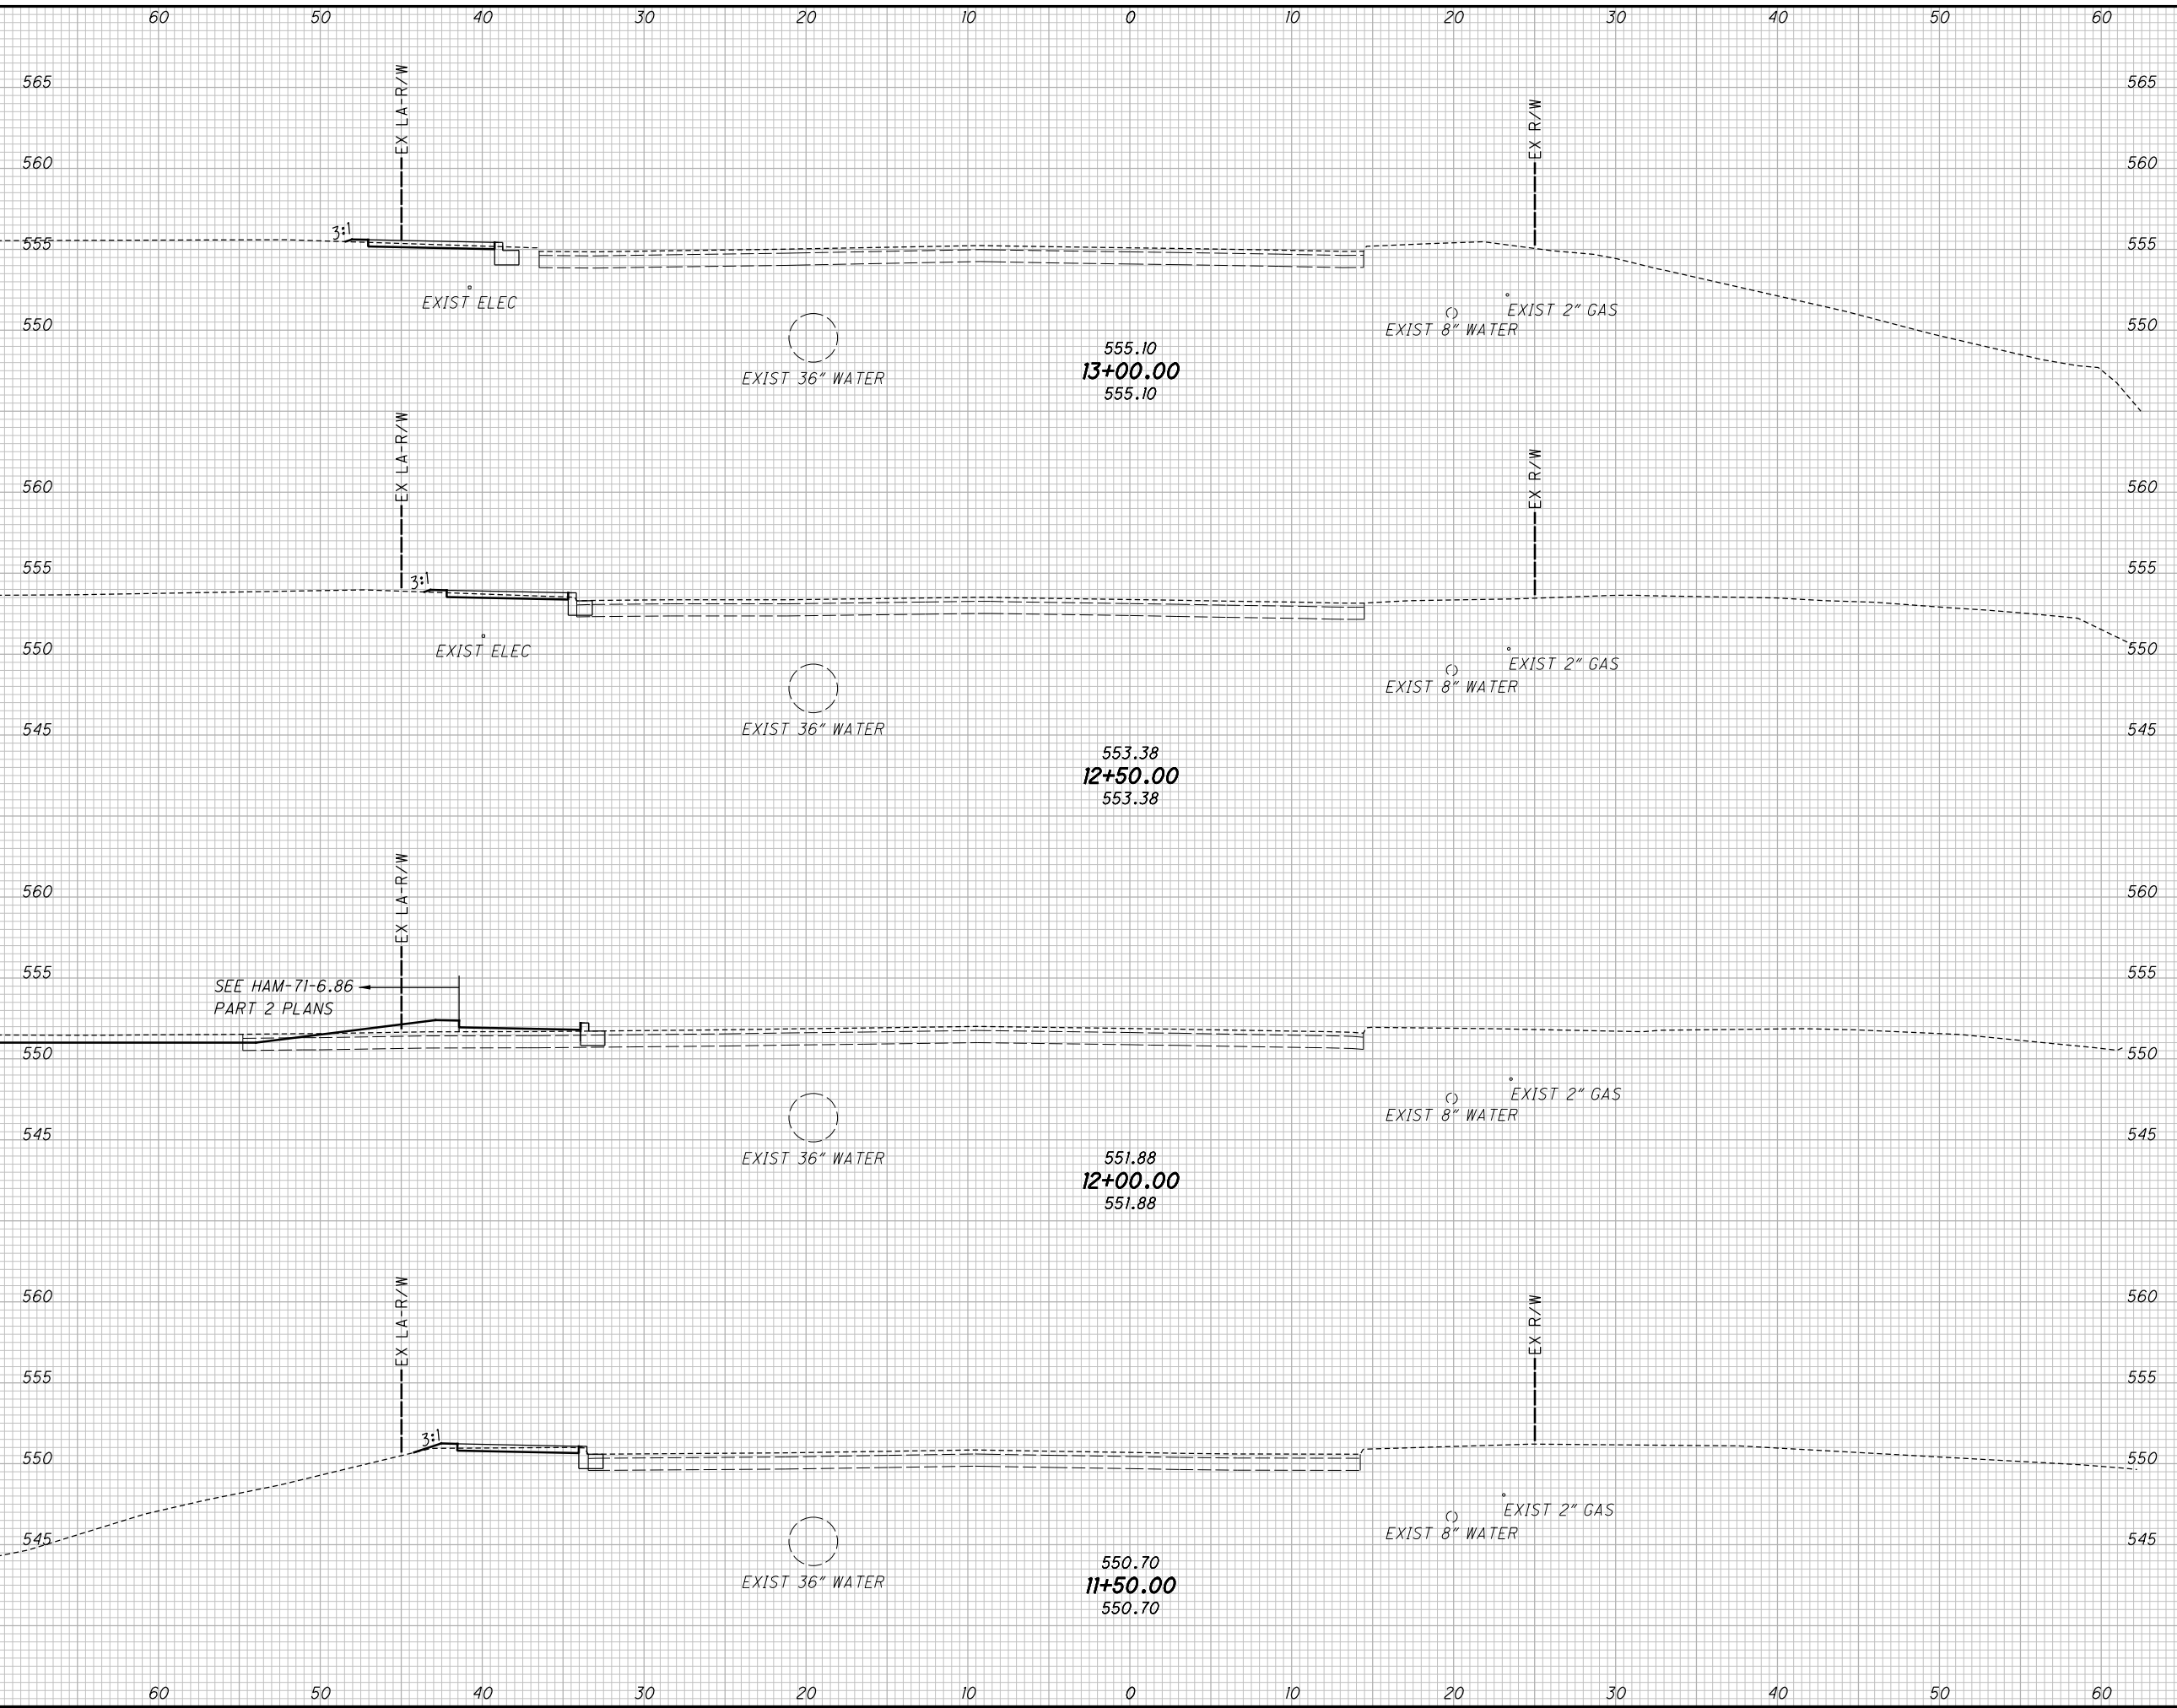 60 50 40 30 20 10 0 10 20 30 40 50 60
EX LA-R/W
565 565
EX R/W
560 560
3:1
555 555
EXIST ELEC
EXIST 2" GAS
550 550
EXIST 8" WATER
555.10
13+00.00
555.10
EXIST 36" WATER
EX LA-R/W
EX R/W
560 560
555 555
3:1
550 550
EXIST ELEC
EXIST 2" GAS
EXIST 8" WATER
EXIST 36" WATER
545 545
553.38
12+50.00
553.38
EX LA-R/W
560 560
555 555
SEE HAM-71-6.86
PART 2 PLANS
550 550
EXIST 2" GAS
EXIST 8" WATER
545 545
EXIST 36" WATER
551.88
12+00.00
551.88
EX LA-R/W
EX R/W
560 560
555 555
3:1
550 550
EXIST 2" GAS
EXIST 8" WATER
545 545
EXIST 36" WATER
550.70
11+50.00
550.70
60 50 40 30 20 10 0 10 20 30 40 50 60